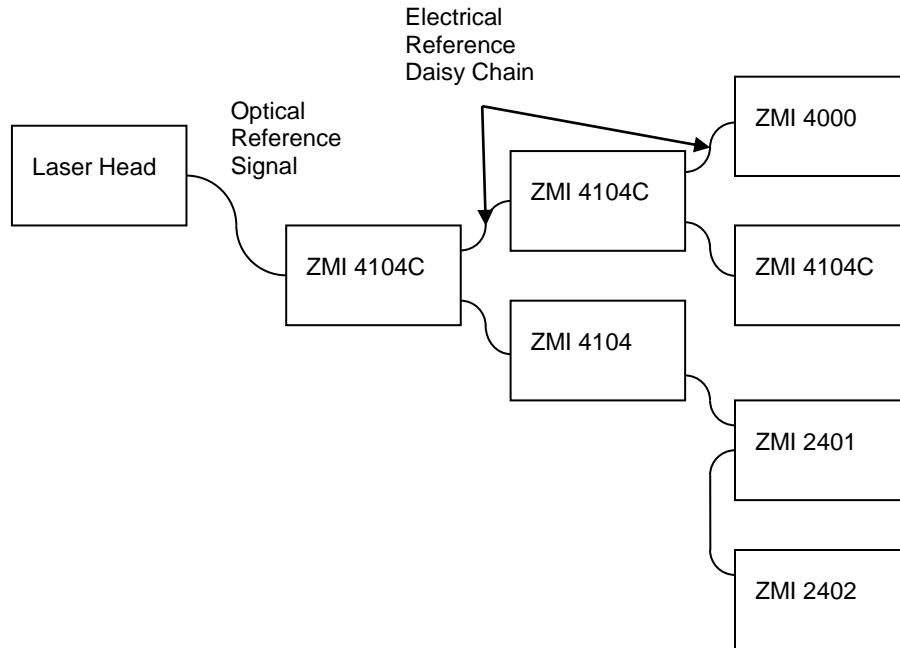 Electrical
Reference
Daisy Chain
Optical
Reference
Signal
Laser Head
ZMI 4104C
ZMI 4104C
ZMI 4104
ZMI 4000
ZMI 4104C
ZMI 2401
ZMI 2402